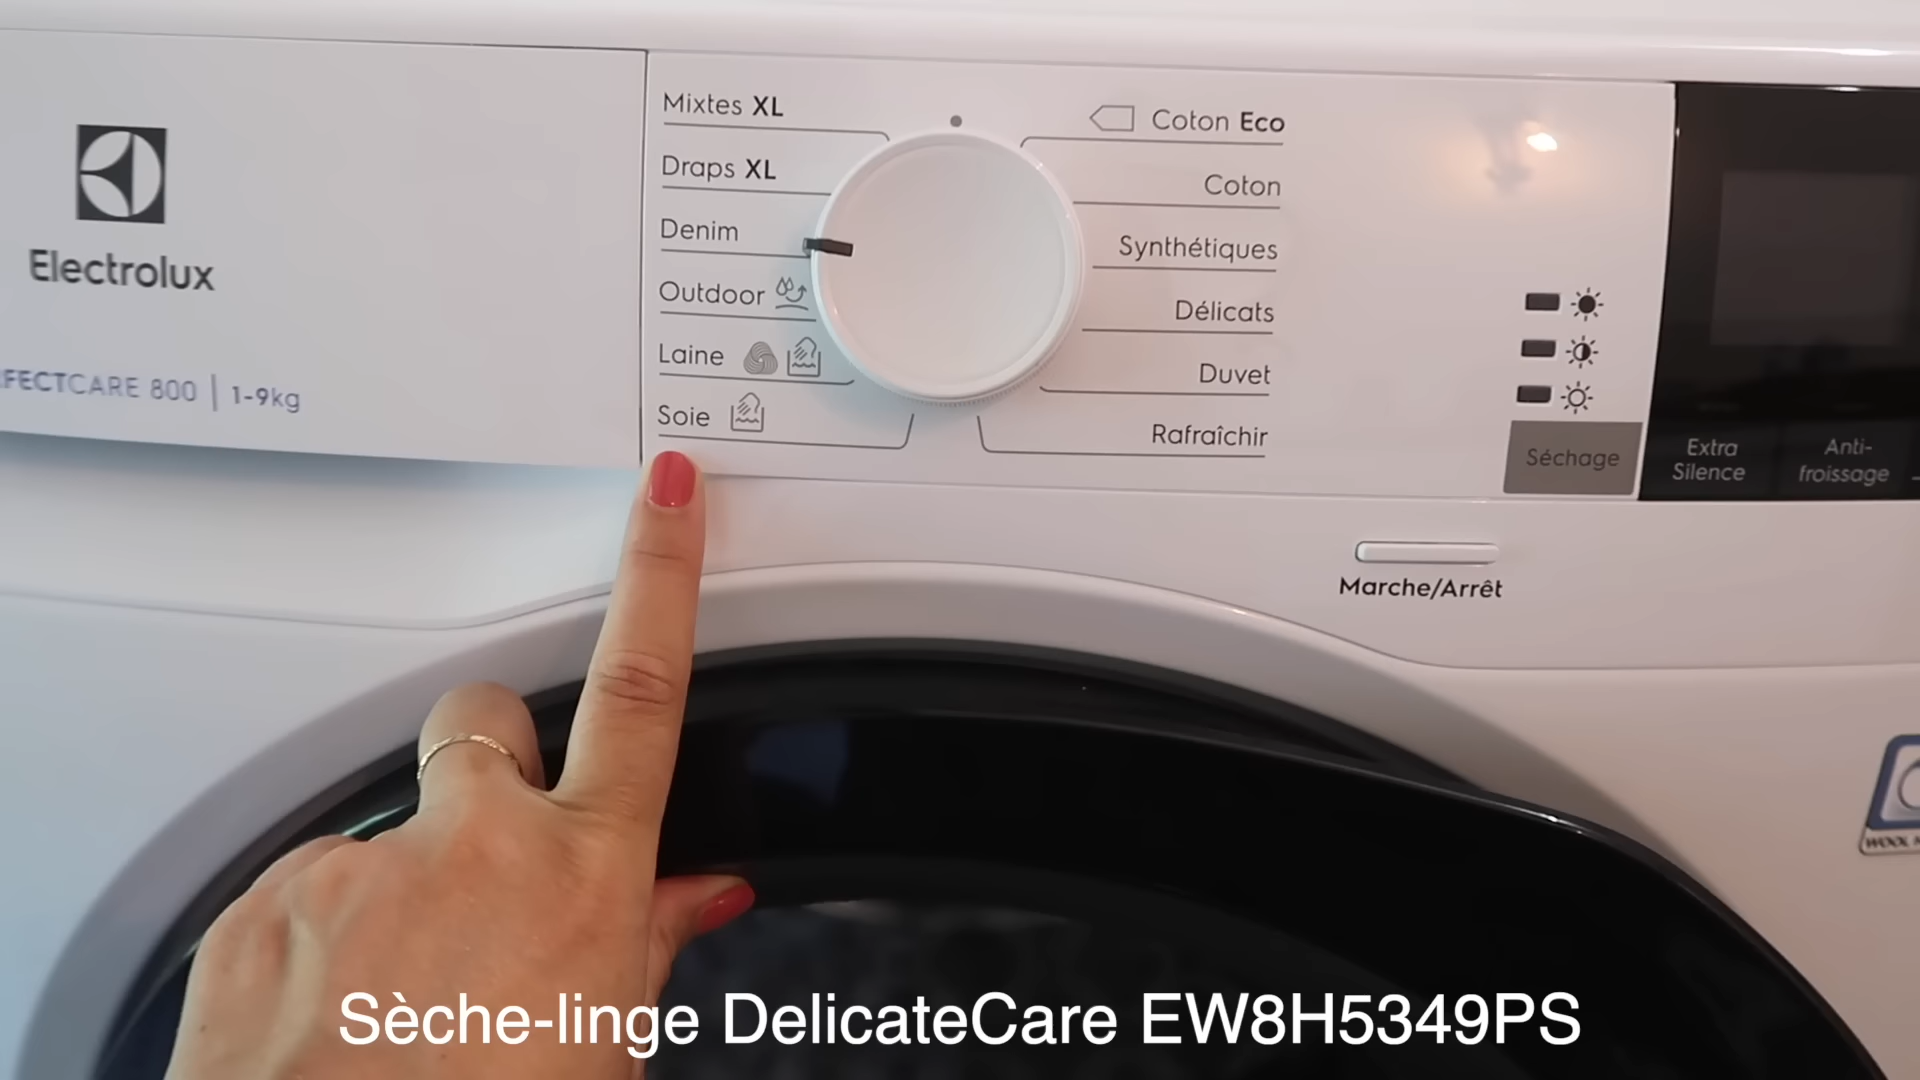 Electrolux
FECTCARE 800 | 1-9kg
Mixtes XL
Draps XL
Denim
Outdoor
Laine
Soie
Coton Eco
Coton
Synthétiques
Délicats
Duvet
Rafraîchir
Séchage
Extra
Silence
Anti-
froissage
Marche/Arrêt
WOOL
Sèche-linge DelicateCare EW8H5349PS